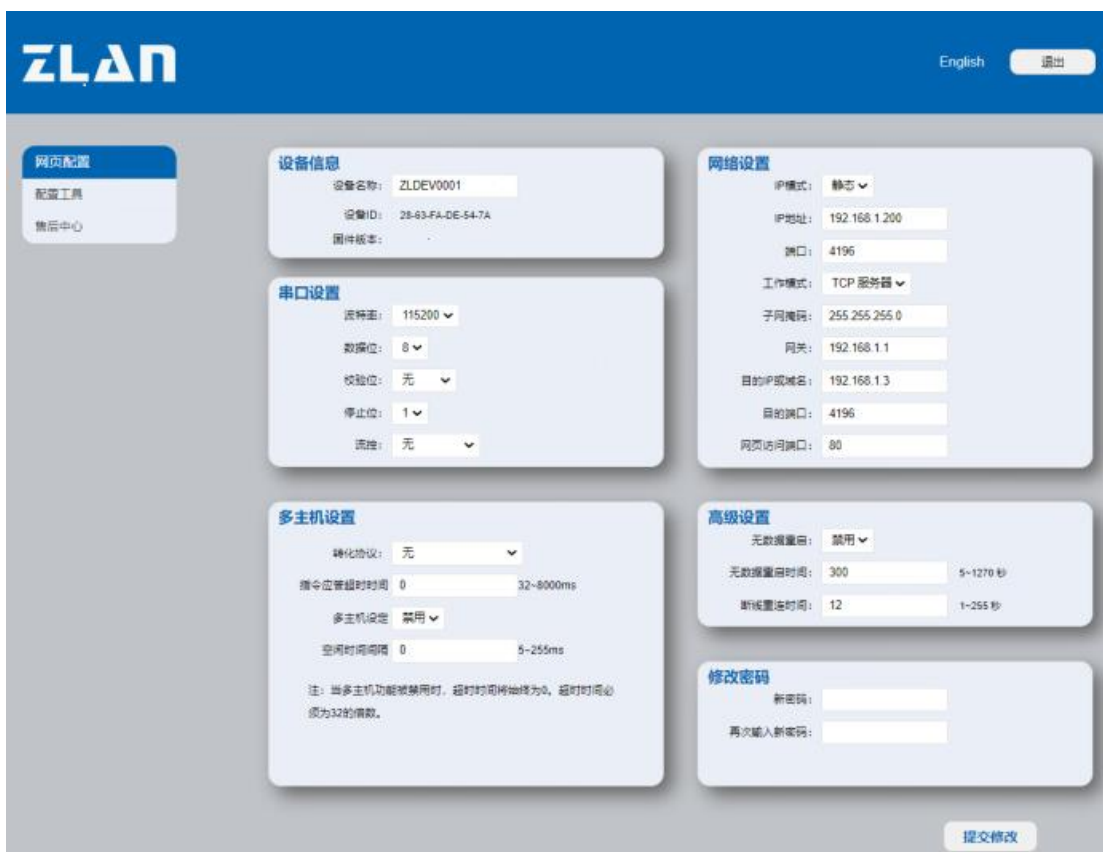 ZLAN
English
退出
网页配置
配置工具
售后中心
设备信息
设备名称： ZLDEV0001
设备ID： 28-63-FA-DE-54-7A
固件版本：
串口设置
波特率： 115200
数据位： 8
校验位： 无
停止位： 1
流控： 无
多主机设置
转化协议： 无
指令应答超时时间 0 32~8000ms
多主机设定 禁用
空闲时间间隔 0 5~255ms
注：当多主机功能被禁用时，超时时间将始终为0。超时时间必
须为32的倍数。
网络设置
IP模式： 静态
IP地址： 192.168.1.200
端口： 4196
工作模式： TCP 服务器
子网掩码： 255.255.255.0
网关： 192.168.1.1
目的IP或域名： 192.168.1.3
目的端口： 4196
网页访问端口： 80
高级设置
无数据重启： 禁用
无数据重启时间： 300 5~1270 秒
断线重连时间： 12 1~255 秒
修改密码
新密码：
再次输入新密码：
提交修改